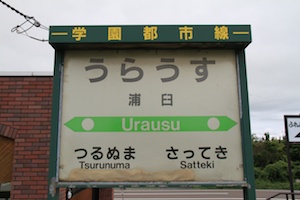 学園都市線
うらうす
浦臼
Urausu
つるぬま さってき
Tsurunuma Satteki